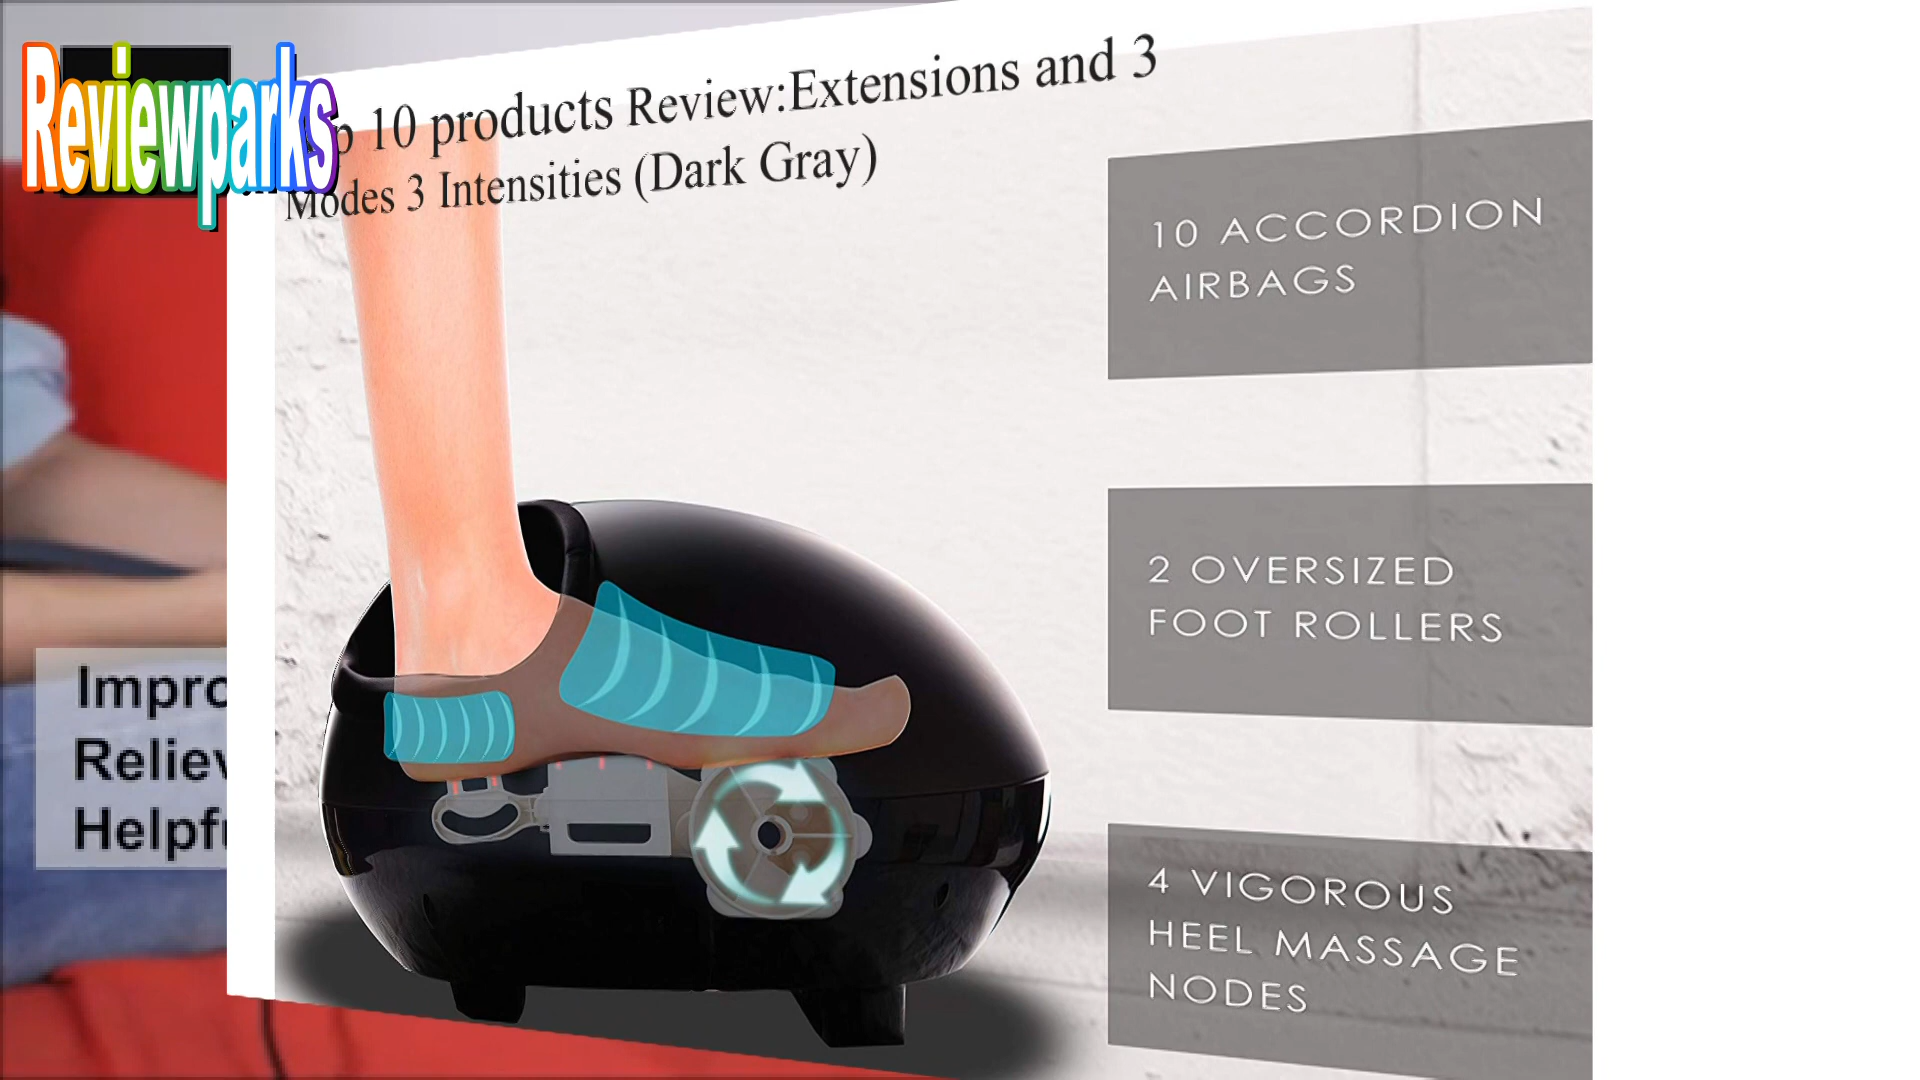 Reviewparks
10 products Review:Extensions and 3
Modes 3 Intensities (Dark Gray)
10 ACCORDION
AIRBAGS
2 OVERSIZED
FOOT ROLLERS
4 VIGOROUS
HEEL MASSAGE
NODES